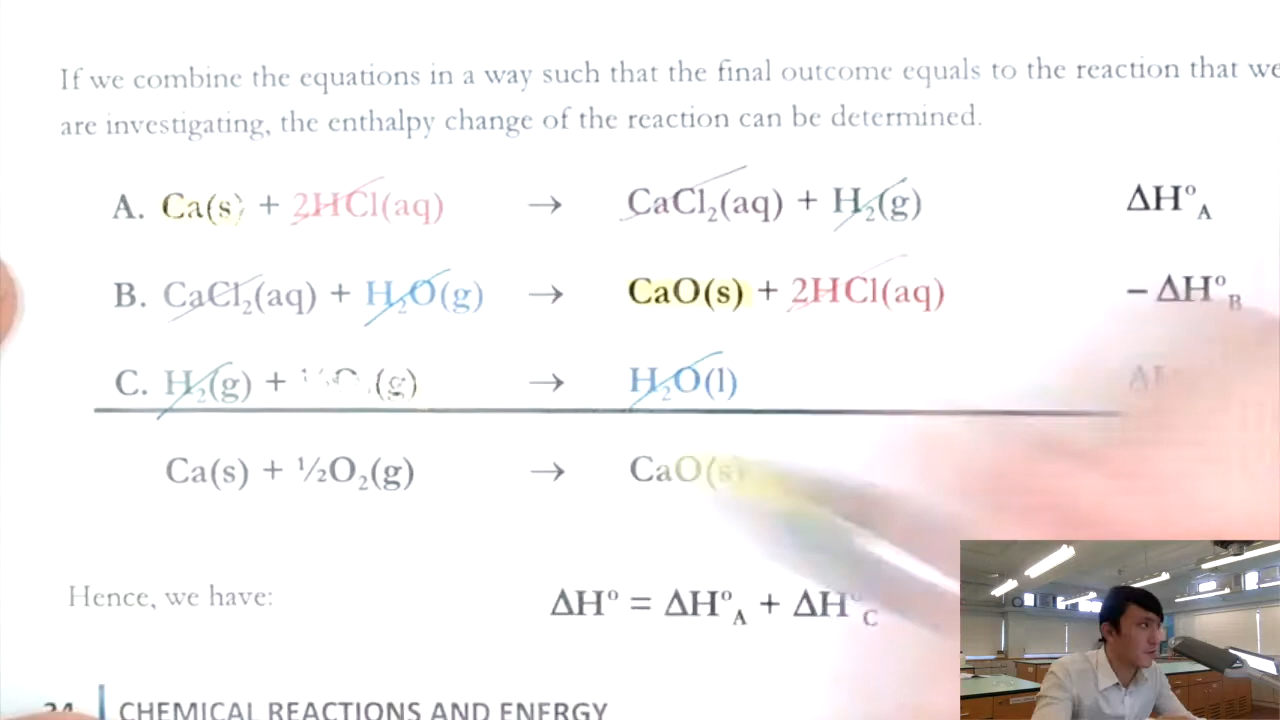 If we combine the equations in a way such that the final outcome equals to the reaction that we
are investigating, the enthalpy change of the reaction can be determined.
A. Ca(s) + 2HCl(aq) → CaCl₂(aq) + H₂(g) ΔH°A
B. CaCl₂(aq) + H₂O(g) → CaO(s) + 2HCl(aq) – ΔH°B
C. H₂(g) + (g) → H₂O(l)
Ca(s) + ½O₂(g) → CaO(s)
Hence, we have: ΔH° = ΔH°A + ΔH°C
24 CHEMICAL REACTIONS AND ENERGY